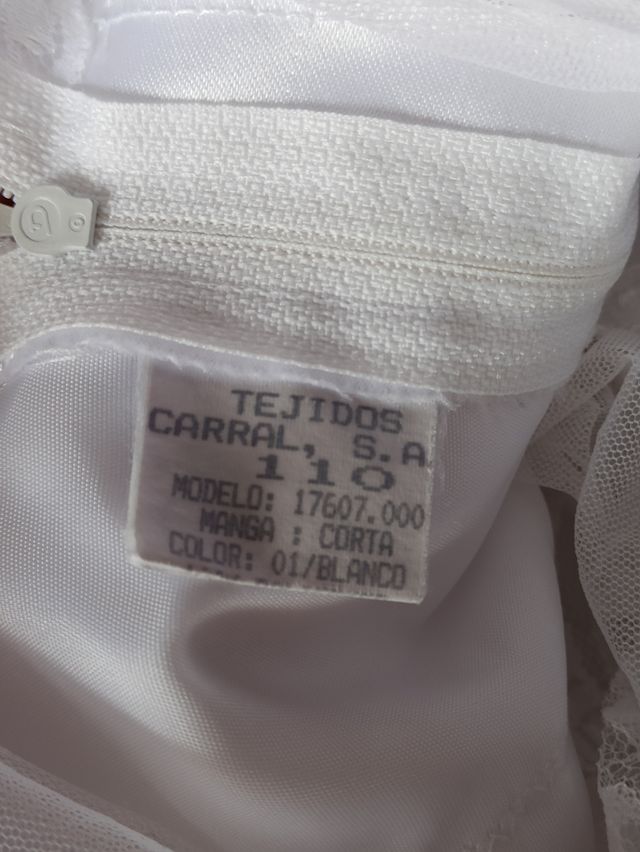 TEJIDOS
CARRAL, S.A
110
MODELO: 17607.000
MANGA : CORTA
COLOR: 01/BLANCO